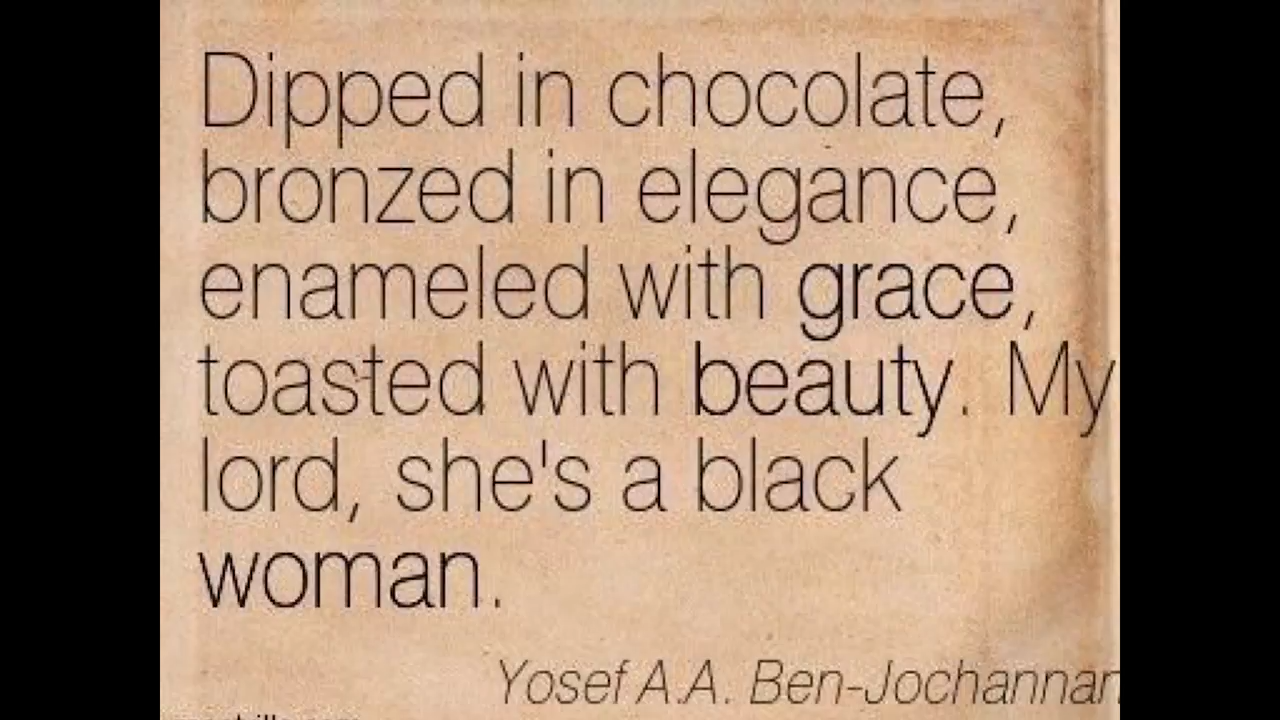 Dipped in chocolate,
bronzed in elegance,
enameled with grace,
toasted with beauty. My
lord, she's a black
woman.
Yosef A.A. Ben-Jochannan